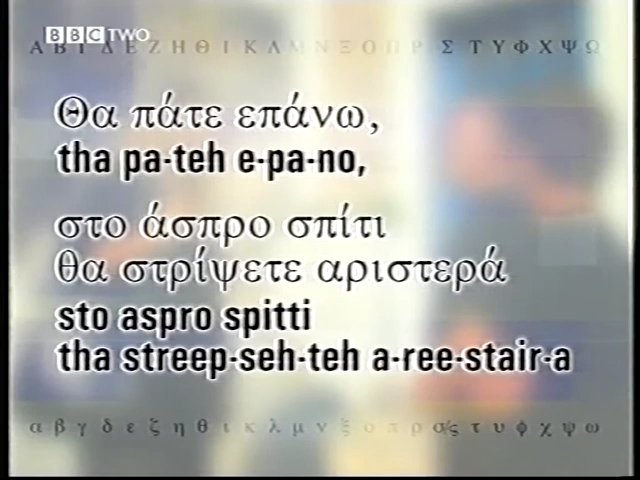 BBC TWO
Α Β Γ Δ Ε Ζ Η Θ Ι Κ Λ Μ Ν Ξ Ο Π Ρ Σ Τ Υ Φ Χ Ψ Ω
Θα πάτε επάνω,
tha pa-teh e-pa-no,
στο άσπρο σπίτι
θα στρίψετε αριστερά
sto aspro spitti
tha streep-seh-teh a-ree-stair-a
α β γ δ ε ζ η θ ι κ λ μ ν ξ ο π ρ σ/ς τ υ φ χ ψ ω